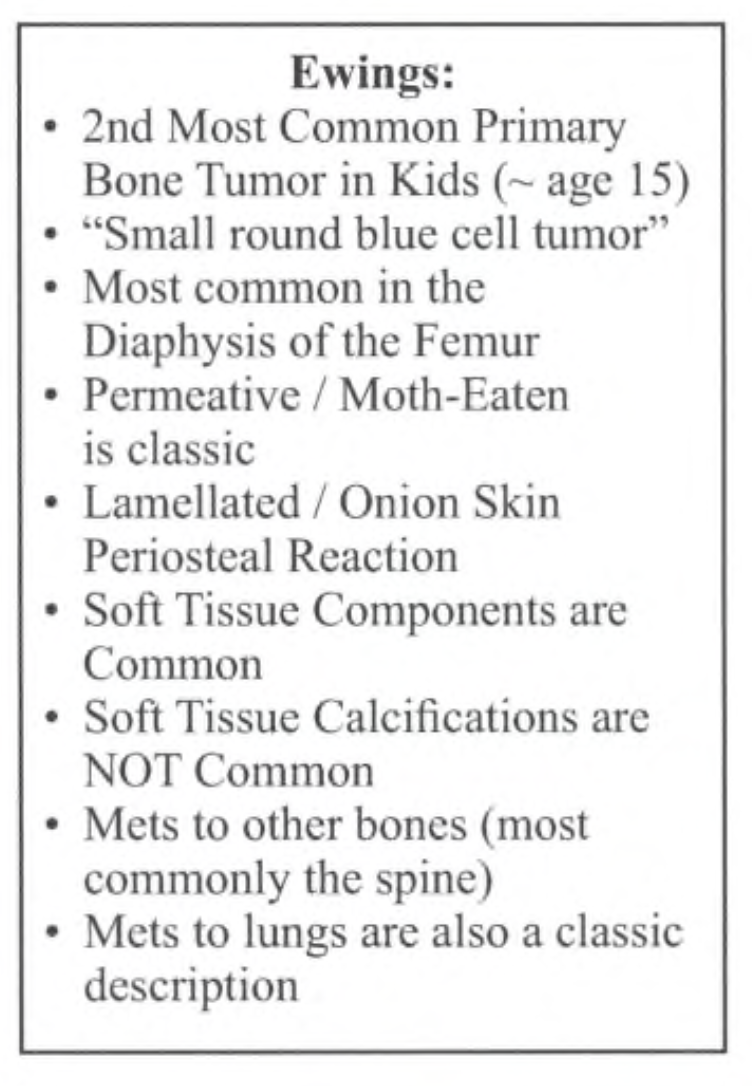 Ewings:
• 2nd Most Common Primary
Bone Tumor in Kids (~ age 15)
• “Small round blue cell tumor”
• Most common in the
Diaphysis of the Femur
• Permeative / Moth-Eaten
is classic
• Lamellated / Onion Skin
Periosteal Reaction
• Soft Tissue Components are
Common
• Soft Tissue Calcifications are
NOT Common
• Mets to other bones (most
commonly the spine)
• Mets to lungs are also a classic
description